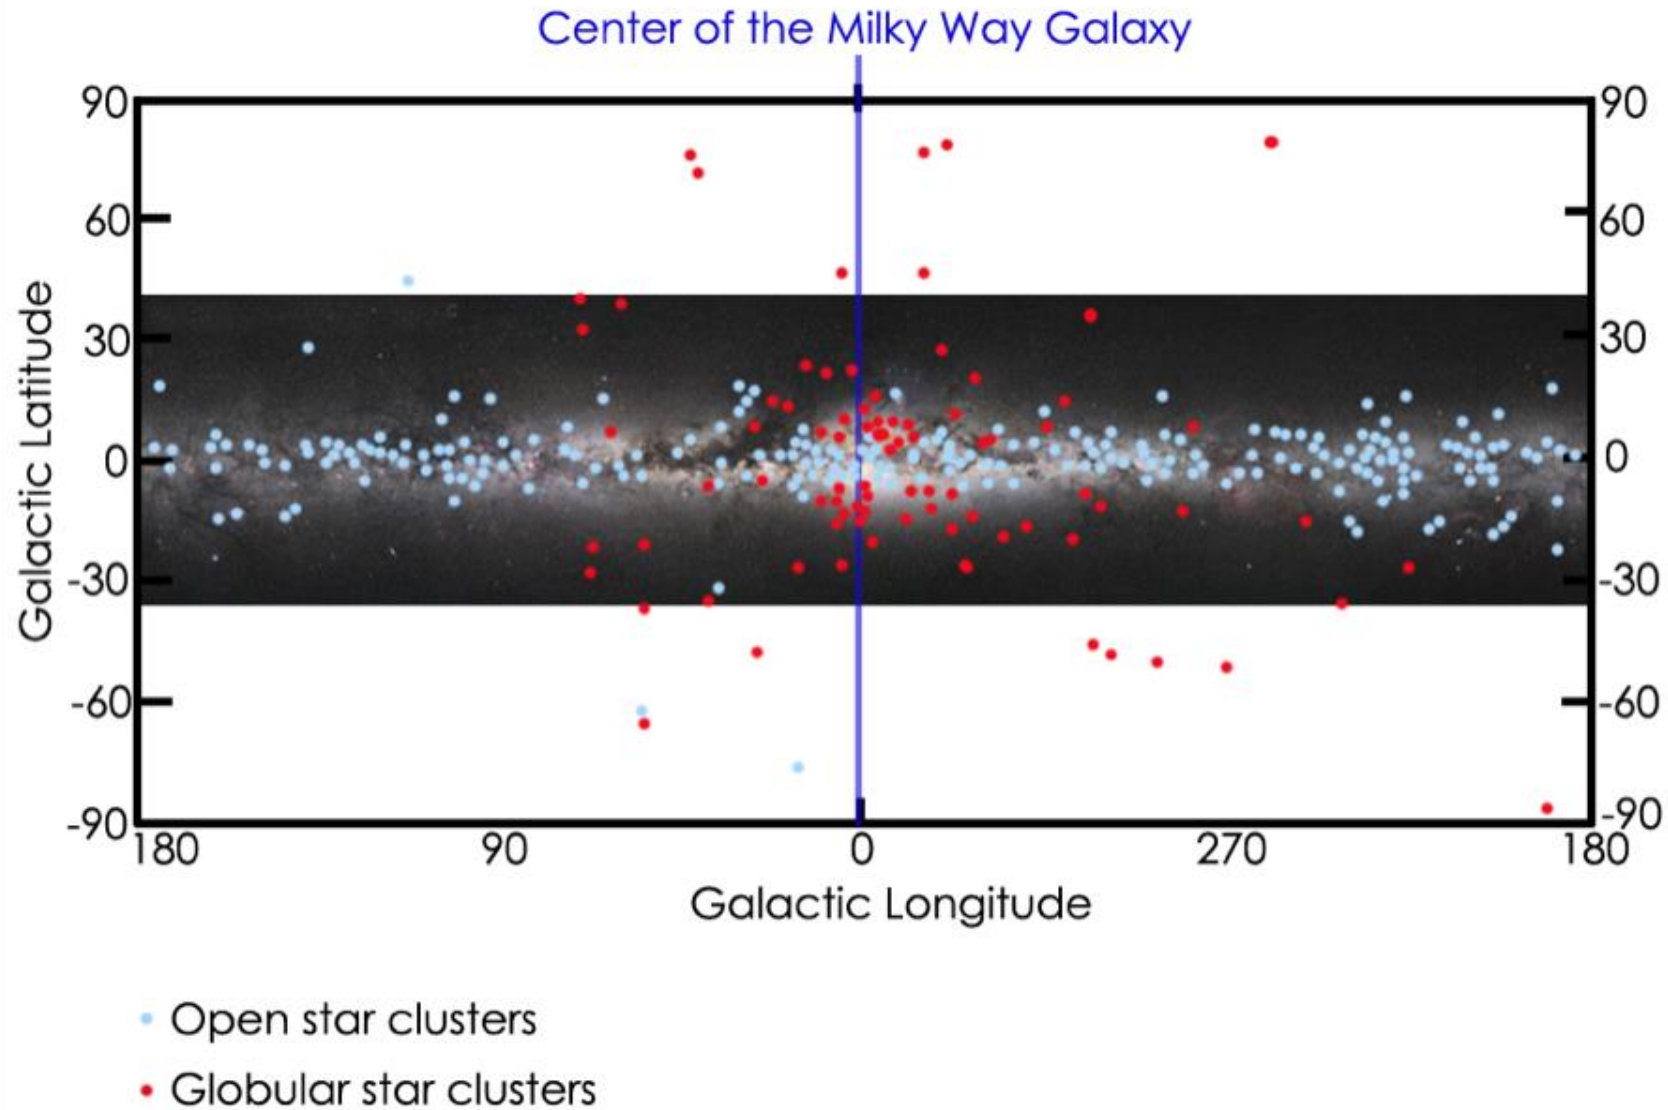 Center of the Milky Way Galaxy
90 90
60 60
30 30
0 0
-30 -30
-60 -60
-90 -90
180 90 0 270 180
Galactic Latitude
Galactic Longitude
Open star clusters
Globular star clusters